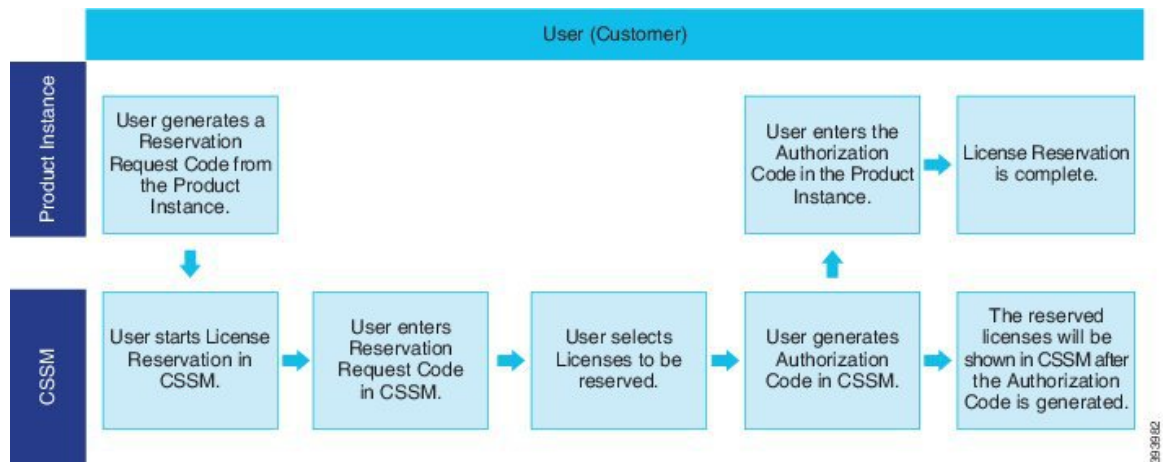 User (Customer)
Product Instance
User generates a
Reservation
Request Code from
the Product
Instance.
User enters the
Authorization
Code in the Product
Instance.
License Reservation
is complete.
CSSM
User starts License
Reservation in
CSSM.
User enters
Reservation
Request Code
in CSSM.
User selects
Licenses to be
reserved.
User generates
Authorization
Code in CSSM.
The reserved
licenses will be
shown in CSSM after
the Authorization
Code is generated.
393982